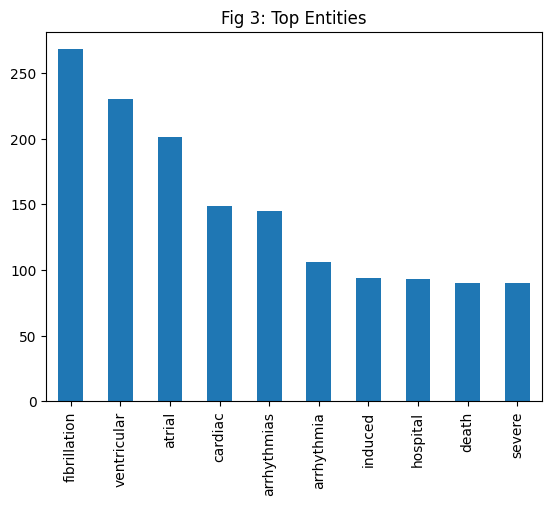 Fig 3: Top Entities
250
200
150
100
50
0
fibrillation
ventricular
atrial
cardiac
arrhythmias
arrhythmia
induced
hospital
death
severe